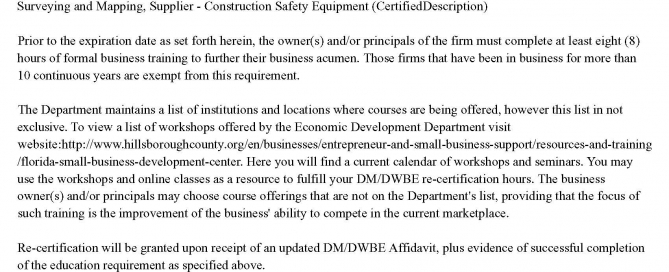 Surveying and Mapping, Supplier - Construction Safety Equipment (CertifiedDescription)
Prior to the expiration date as set forth herein, the owner(s) and/or principals of the firm must complete at least eight (8)
hours of formal business training to further their business acumen. Those firms that have been in business for more than
10 continuous years are exempt from this requirement.
The Department maintains a list of institutions and locations where courses are being offered, however this list in not
exclusive. To view a list of workshops offered by the Economic Development Department visit
website:http://www.hillsboroughcounty.org/en/businesses/entrepreneur-and-small-business-support/resources-and-training
/florida-small-business-development-center. Here you will find a current calendar of workshops and seminars. You may
use the workshops and online classes as a resource to fulfill your DM/DWBE re-certification hours. The business
owner(s) and/or principals may choose course offerings that are not on the Department's list, providing that the focus of
such training is the improvement of the business' ability to compete in the current marketplace.
Re-certification will be granted upon receipt of an updated DM/DWBE Affidavit, plus evidence of successful completion
of the education requirement as specified above.